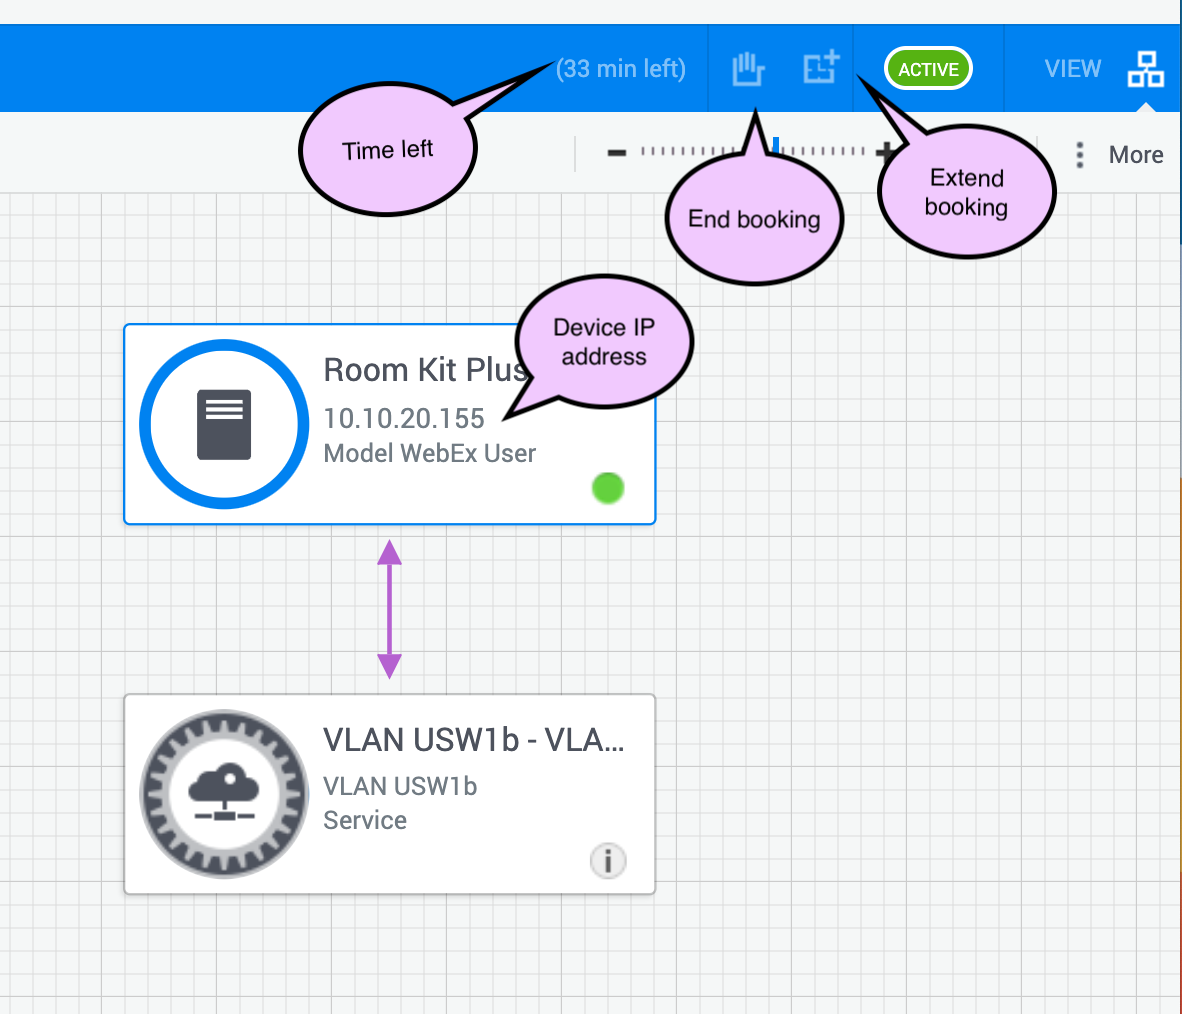 (33 min left)
ACTIVE
VIEW
Time left
More
End booking
Extend
booking
Device IP
address
Room Kit Plus
10.10.20.155
Model WebEx User
VLAN USW1b - VLA...
VLAN USW1b
Service
i